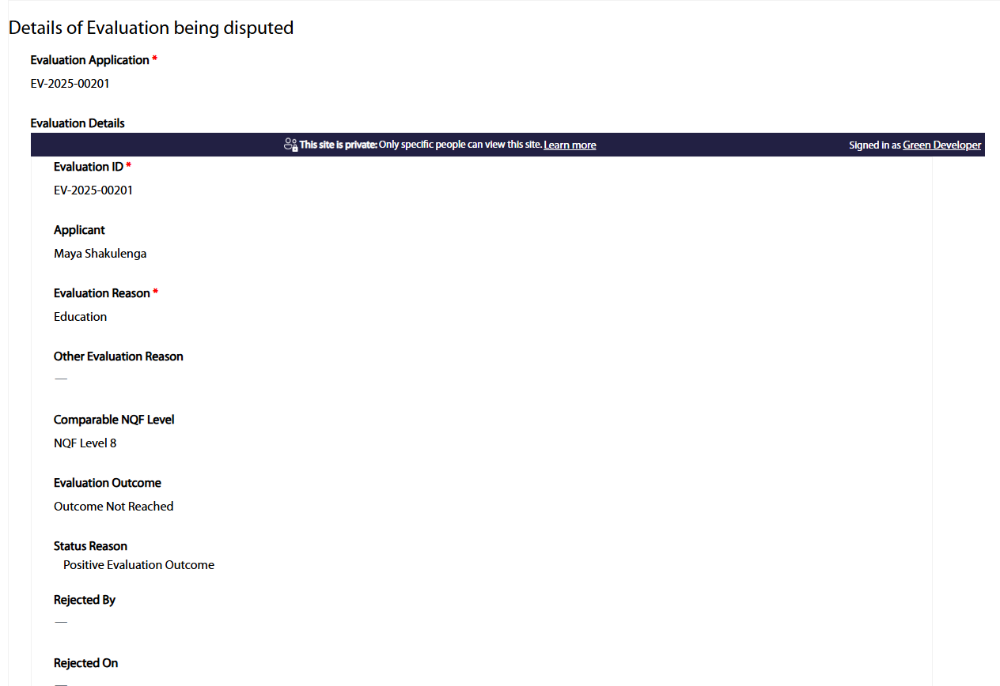 Details of Evaluation being disputed
Evaluation Application *
EV-2025-00201
Evaluation Details
This site is private: Only specific people can view this site. Learn more
Signed in as Green Developer
Evaluation ID *
EV-2025-00201
Applicant
Maya Shakulenga
Evaluation Reason *
Education
Other Evaluation Reason
—
Comparable NQF Level
NQF Level 8
Evaluation Outcome
Outcome Not Reached
Status Reason
Positive Evaluation Outcome
Rejected By
—
Rejected On
—